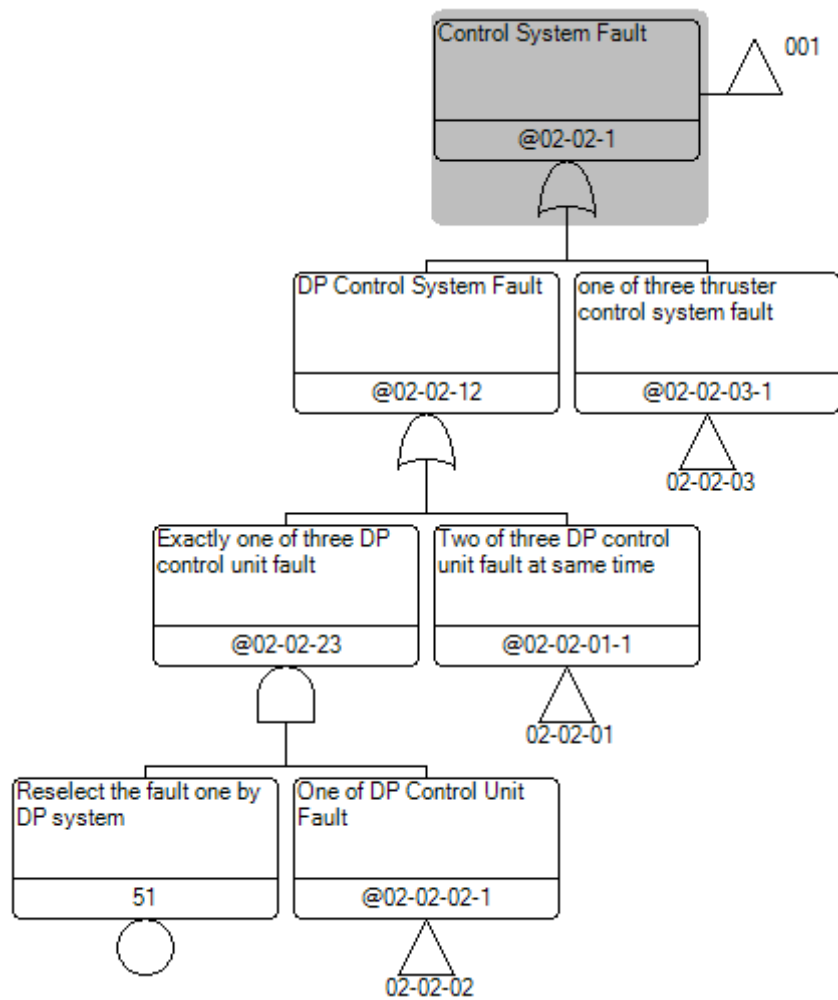 Control System Fault
001
@02-02-1
DP Control System Fault
@02-02-12
one of three thruster
control system fault
@02-02-03-1
02-02-03
Exactly one of three DP
control unit fault
@02-02-23
Two of three DP control
unit fault at same time
@02-02-01-1
02-02-01
Reselect the fault one by
DP system
51
One of DP Control Unit
Fault
@02-02-02-1
02-02-02